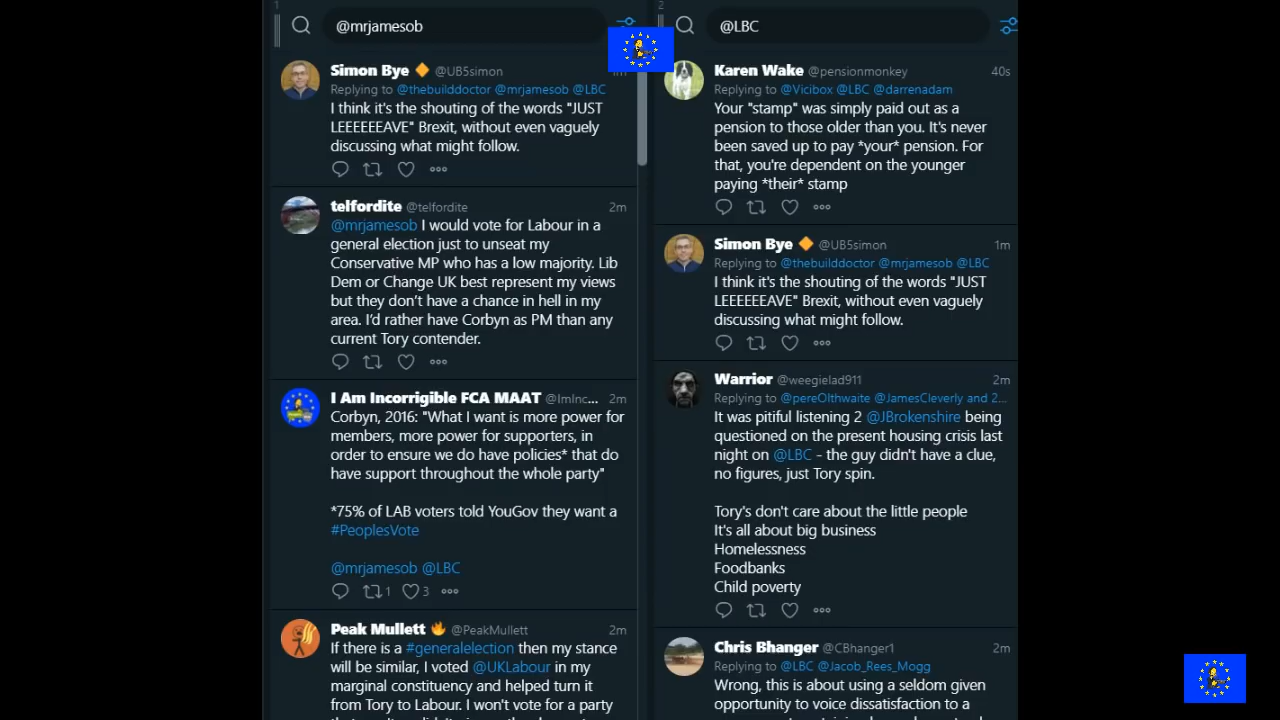 1
@mrjamesob
Simon Bye @UB5simon 1m
Replying to @thebuilddoctor @mrjamesob @LBC
I think it's the shouting of the words "JUST
LEEEEEEAVE" Brexit, without even vaguely
discussing what might follow.
telfordite @telfordite 2m
@mrjamesob I would vote for Labour in a
general election just to unseat my
Conservative MP who has a low majority. Lib
Dem or Change UK best represent my views
but they don't have a chance in hell in my
area. I'd rather have Corbyn as PM than any
current Tory contender.
I Am Incorrigible FCA MAAT @ImInc... 2m
Corbyn, 2016: "What I want is more power for
members, more power for supporters, in
order to ensure we do have policies* that do
have support throughout the whole party"
*75% of LAB voters told YouGov they want a
#PeoplesVote
@mrjamesob @LBC
1 3
Peak Mullett @PeakMullett 2m
If there is a #generalelection then my stance
will be similar, I voted @UKLabour in my
marginal constituency and helped turn it
from Tory to Labour. I won't vote for a party
2
@LBC
Karen Wake @pensionmonkey 40s
Replying to @Vicibox @LBC @darrenadam
Your "stamp" was simply paid out as a
pension to those older than you. It's never
been saved up to pay *your* pension. For
that, you're dependent on the younger
paying *their* stamp
Simon Bye @UB5simon 1m
Replying to @thebuilddoctor @mrjamesob @LBC
I think it's the shouting of the words "JUST
LEEEEEEAVE" Brexit, without even vaguely
discussing what might follow.
Warrior @weegielad911 2m
Replying to @pereOlthwaite @JamesCleverly and 2...
It was pitiful listening 2 @JBrokenshire being
questioned on the present housing crisis last
night on @LBC - the guy didn't have a clue,
no figures, just Tory spin.
Tory's don't care about the little people
It's all about big business
Homelessness
Foodbanks
Child poverty
Chris Bhanger @CBhanger1 2m
Replying to @LBC @Jacob_Rees_Mogg
Wrong, this is about using a seldom given
opportunity to voice dissatisfaction to a